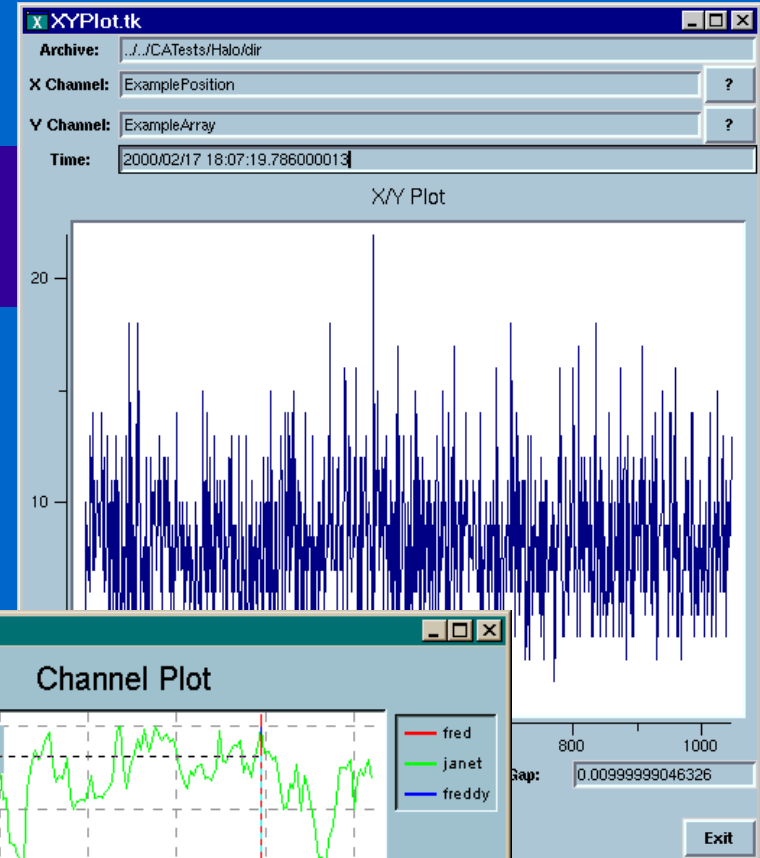 XYPlot.tk
Archive: ../../CATests/Halo/dir
X Channel: ExamplePosition ?
Y Channel: ExampleArray ?
Time: 2000/02/17 18:07:19.786000013
X/Y Plot
20
10
800 1000
Gap: 0.00999999046326
Exit
Channel Plot
fred
janet
freddy